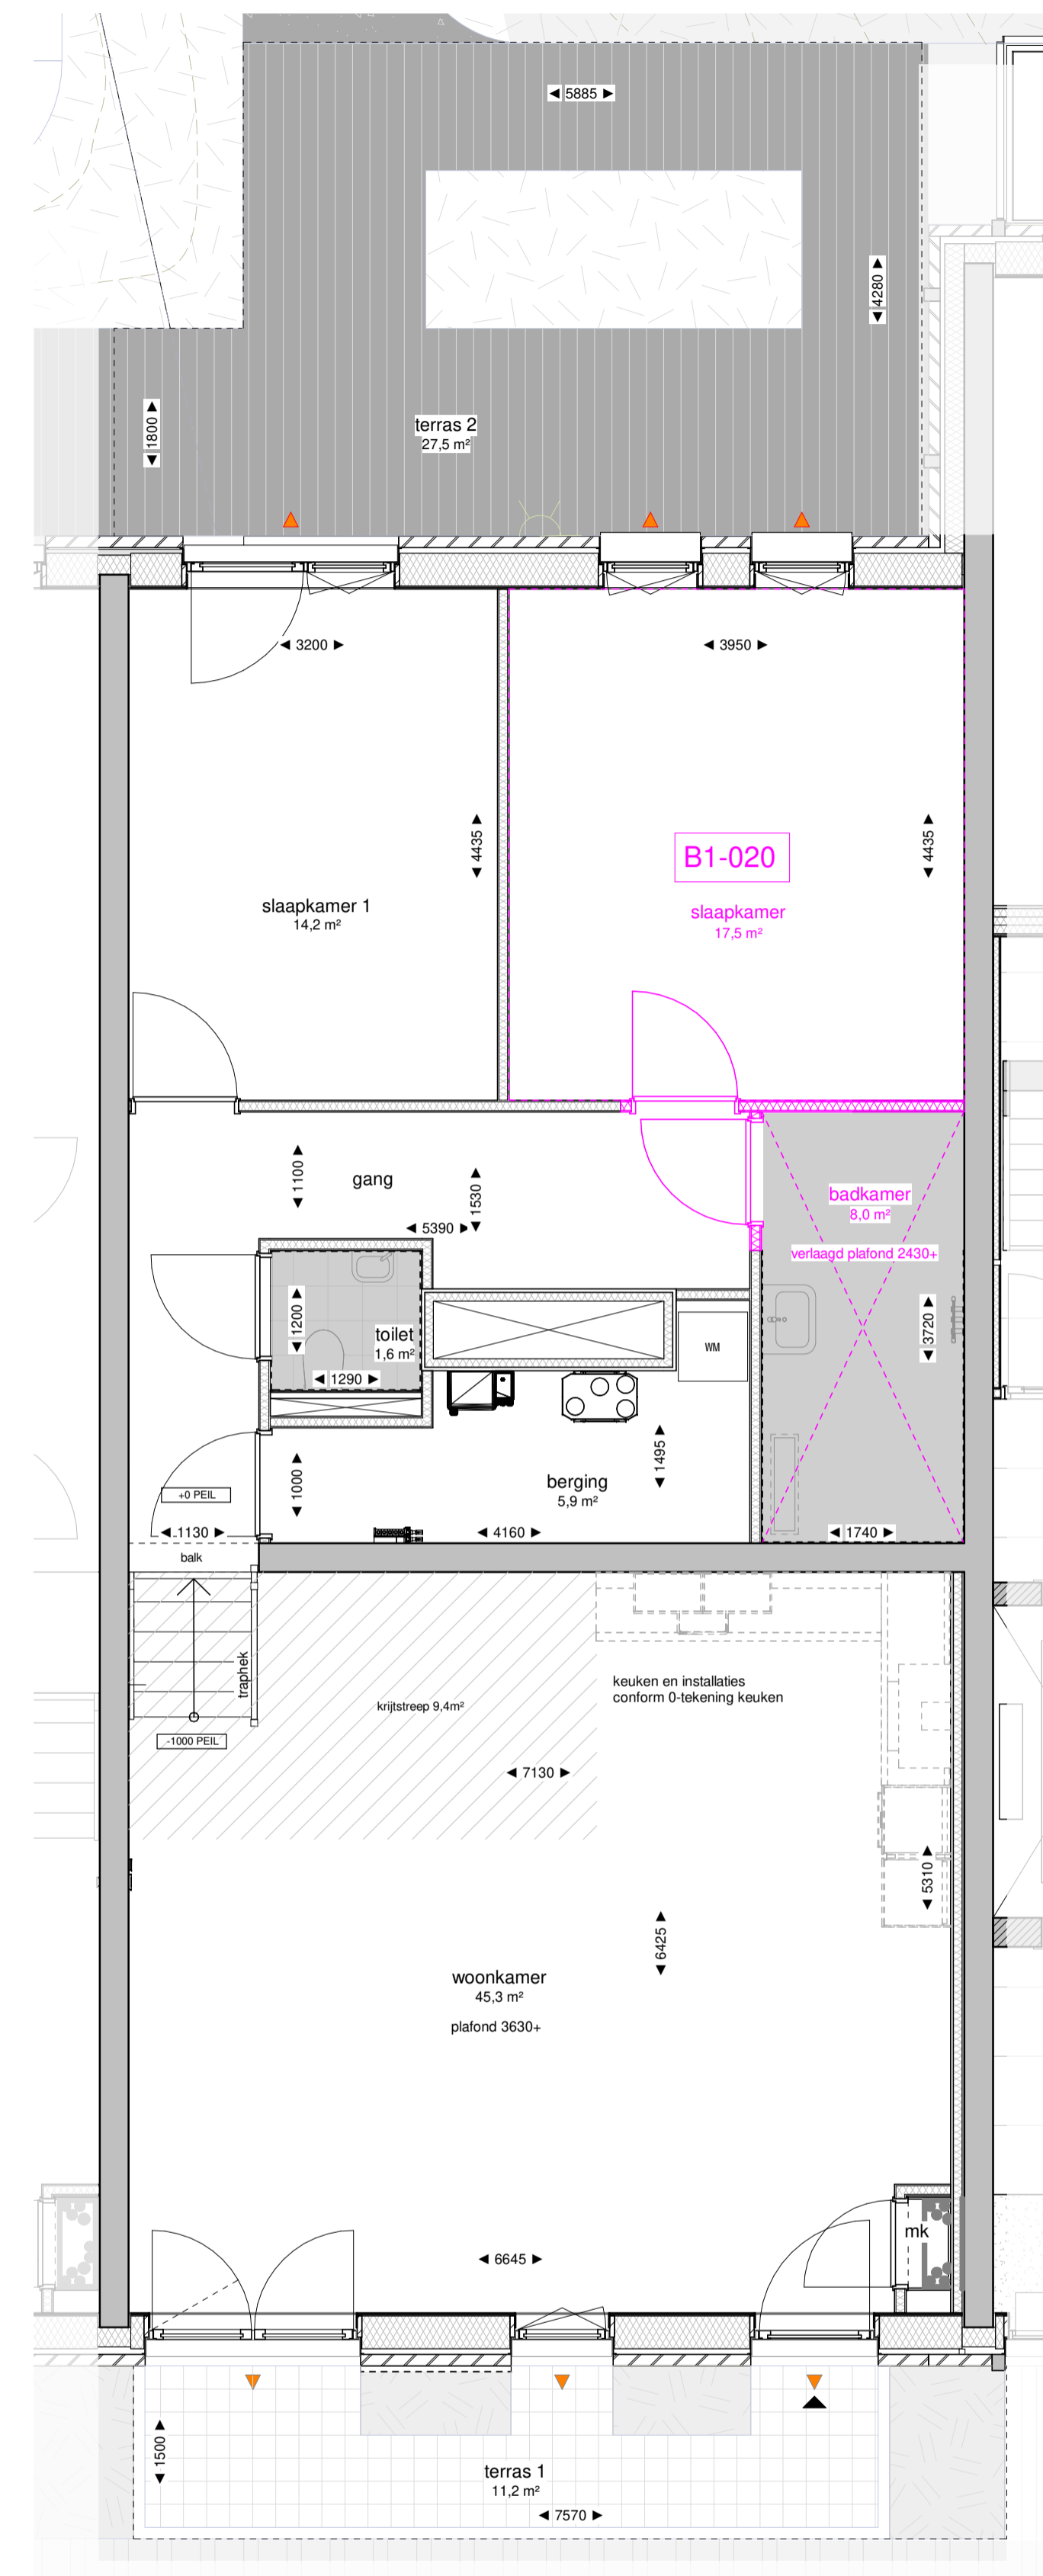 5885
4280
1800
terras 2
27,5 m²
3200
3950
4435
4435
B1-020
slaapkamer
17,5 m²
slaapkamer 1
14,2 m²
1100
gang
1530
5390
badkamer
8,0 m²
verlaagd plafond 2430+
1200
toilet
1,6 m²
1290
WM
3720
1000
1495
berging
5,9 m²
+0 PEIL
1130
4160
1740
balk
traphek
-1000 PEIL
krijtstreep 9,4m²
keuken en installaties
conform 0-tekening keuken
7130
5310
6425
woonkamer
45,3 m²
plafond 3630+
mk
6645
1500
terras 1
11,2 m²
7570